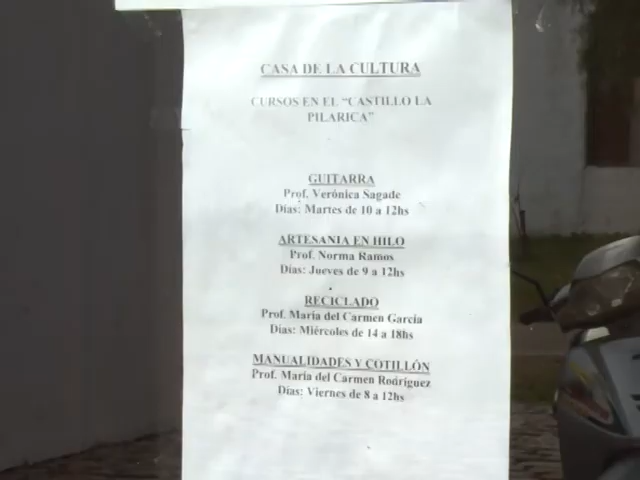 CASA DE LA CULTURA
CURSOS EN EL "CASTILLO LA
PILARICA"
GUITARRA
Prof. Verónica Sagade
Días: Martes de 10 a 12hs
ARTESANIA EN HILO
Prof. Norma Ramos
Días: Jueves de 9 a 12hs
RECICLADO
Prof. María del Carmen García
Días: Miércoles de 14 a 18hs
MANUALIDADES Y COTILLÓN
Prof. María del Carmen Rodríguez
Días: Viernes de 8 a 12hs